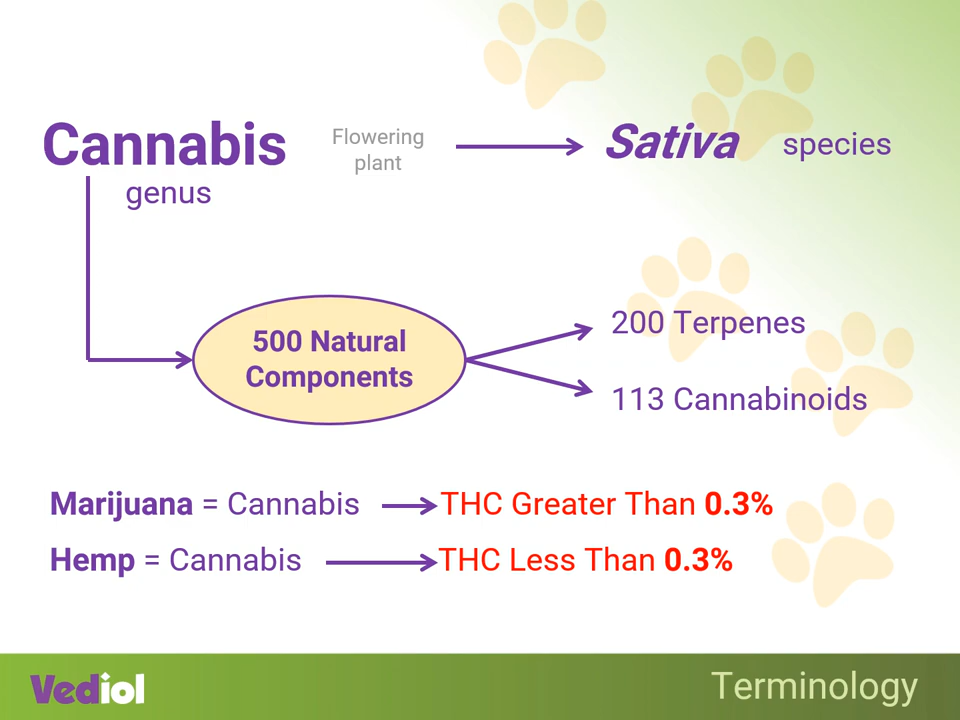 Cannabis
genus
Flowering
plant
Sativa species
500 Natural
Components
200 Terpenes
113 Cannabinoids
Marijuana = Cannabis THC Greater Than 0.3%
Hemp = Cannabis THC Less Than 0.3%
Vediol
Terminology